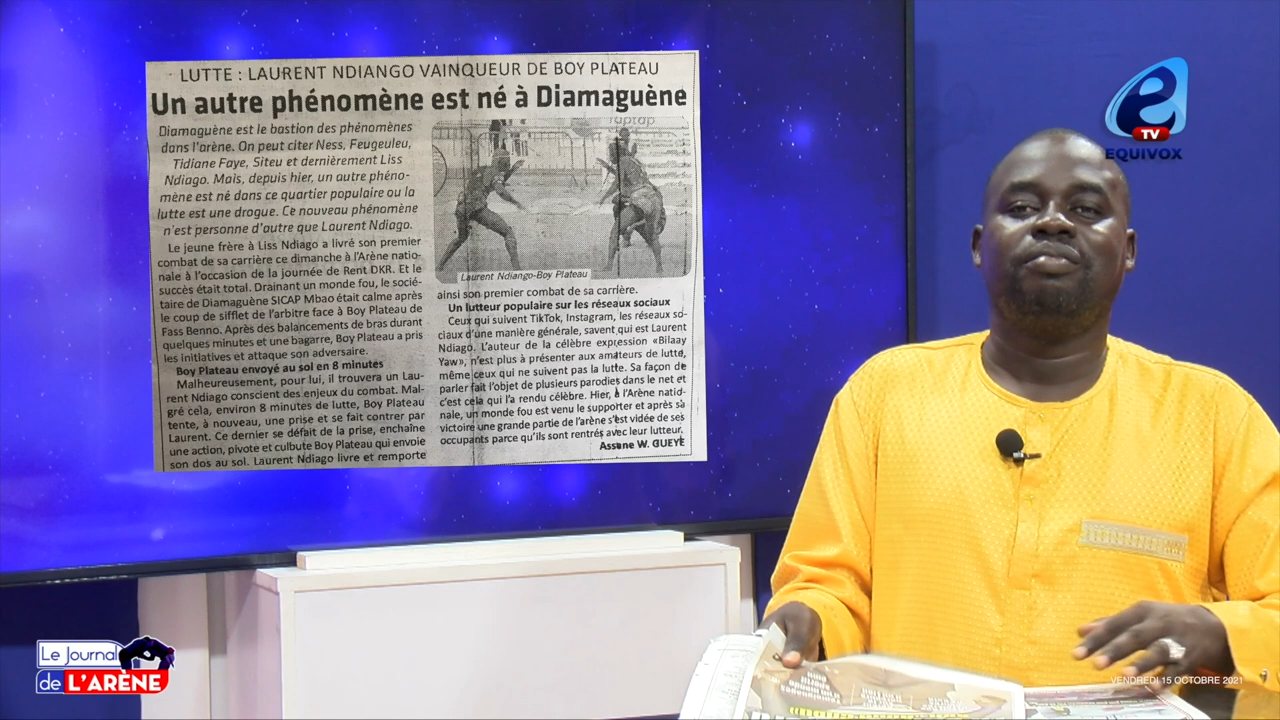 LUTTE : LAURENT NDIANGO VAINQUEUR DE BOY PLATEAU
Un autre phénomène est né à Diamaguène
Diamaguène est le bastion des phénomènes
dans l'arène. On peut citer Ness, Feugeuleu,
Tidiane Faye, Siteu et dernièrement Liss
Ndiago. Mais, depuis hier, un autre phéno-
mène est né dans ce quartier populaire ou la
lutte est une drogue. Ce nouveau phénomène
n'est personne d'autre que Laurent Ndiago.
Le jeune frère à Liss Ndiago a livré son premier
combat de sa carrière ce dimanche à l'Arène natio-
nale à l'occasion de la journée de Rent DKR. Et le
succès était total. Drainant un monde fou, le socié-
taire de Diamaguène SICAP Mbao était calme après
le coup de sifflet de l'arbitre face à Boy Plateau de
Fass Benno. Après des balancements de bras durant
quelques minutes et une bagarre, Boy Plateau a pris
les initiatives et attaque son adversaire.
Boy Plateau envoyé au sol en 8 minutes
Malheureusement, pour lui, il trouvera un Lau-
rent Ndiago conscient des enjeux du combat. Mal-
gré cela, environ 8 minutes de lutte, Boy Plateau
tente, à nouveau, une prise et se fait contrer par
Laurent. Ce dernier se défait de la prise, enchaîne
une action, pivote et culbute Boy Plateau qui envoie
son dos au sol. Laurent Ndiago livre et remporte
Laurent Ndiango-Boy Plateau
ainsi son premier combat de sa carrière.
Un lutteur populaire sur les réseaux sociaux
Ceux qui suivent TikTok, Instagram, les réseaux so-
ciaux d'une manière générale, savent qui est Laurent
Ndiago. L'auteur de la célèbre expression «Bilaay
Yaw», n'est plus à présenter aux amateurs de lutte,
même ceux qui ne suivent pas la lutte. Sa façon de
parler fait l'objet de plusieurs parodies dans le net et
c'est cela qui l'a rendu célèbre. Hier, à l'Arène natio-
nale, un monde fou est venu le supporter et après sa
victoire une grande partie de l'arène s'est vidée de ses
occupants parce qu'ils sont rentrés avec leur lutteur.
Assane W. GUEYE
e
TV
EQUIVOX
Le Journal
de L'ARÈNE
VENDREDI 15 OCTOBRE 2021